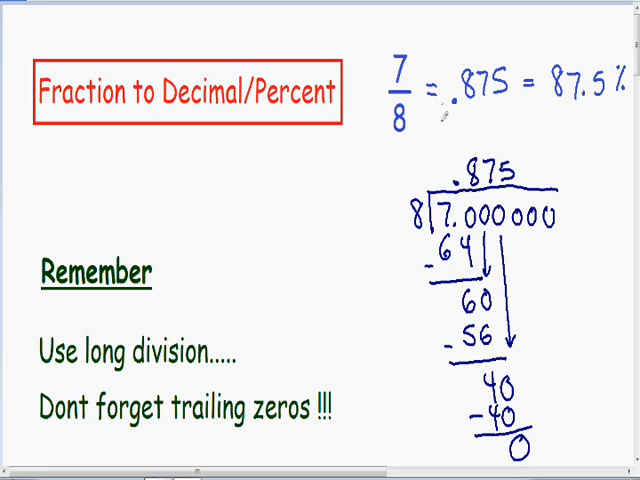 Fraction to Decimal/Percent
7/8 = .875 = 87.5%
.875
8 7.000000
-64
60
-56
40
-40
0
Remember
Use long division.....
Dont forget trailing zeros !!!